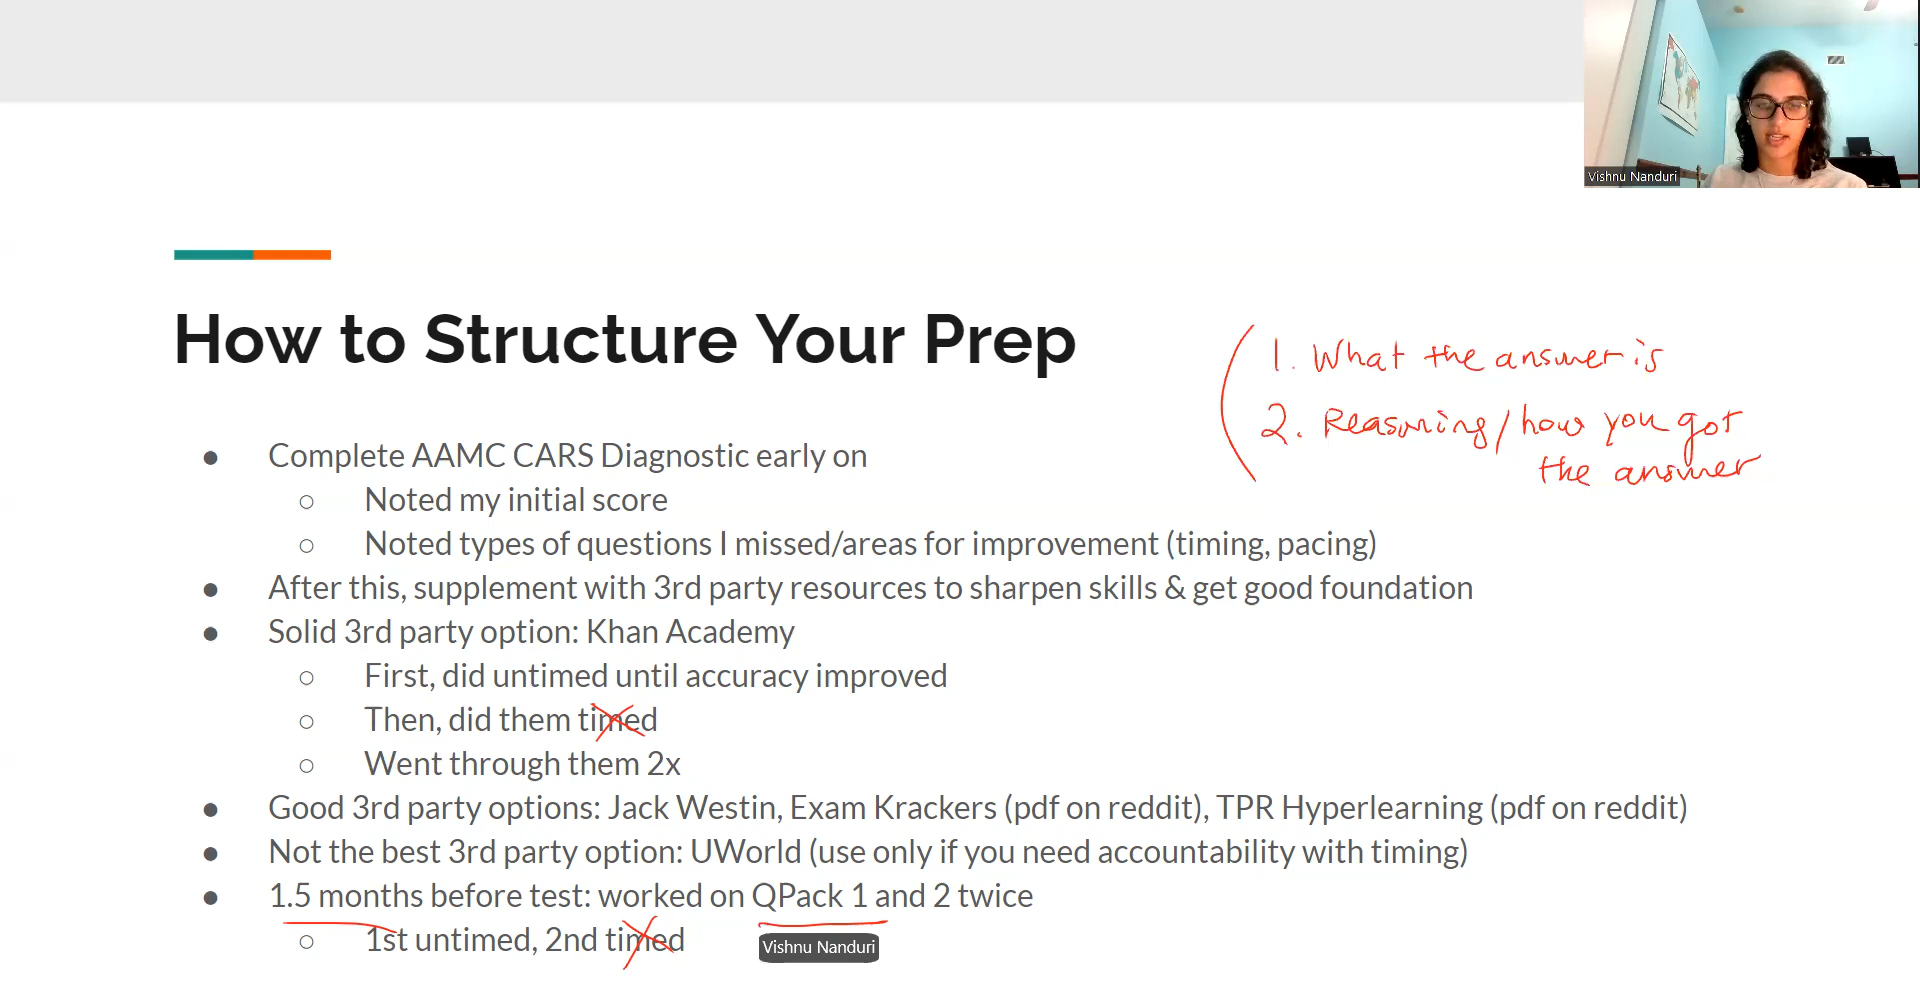 Vishnu Nanduri
How to Structure Your Prep
1. What the answer is
2. Reasoning/how you got
the answer
● Complete AAMC CARS Diagnostic early on
○ Noted my initial score
○ Noted types of questions I missed/areas for improvement (timing, pacing)
● After this, supplement with 3rd party resources to sharpen skills & get good foundation
● Solid 3rd party option: Khan Academy
○ First, did untimed until accuracy improved
○ Then, did them timed
○ Went through them 2x
● Good 3rd party options: Jack Westin, Exam Krackers (pdf on reddit), TPR Hyperlearning (pdf on reddit)
● Not the best 3rd party option: UWorld (use only if you need accountability with timing)
● 1.5 months before test: worked on QPack 1 and 2 twice
○ 1st untimed, 2nd timed
Vishnu Nanduri